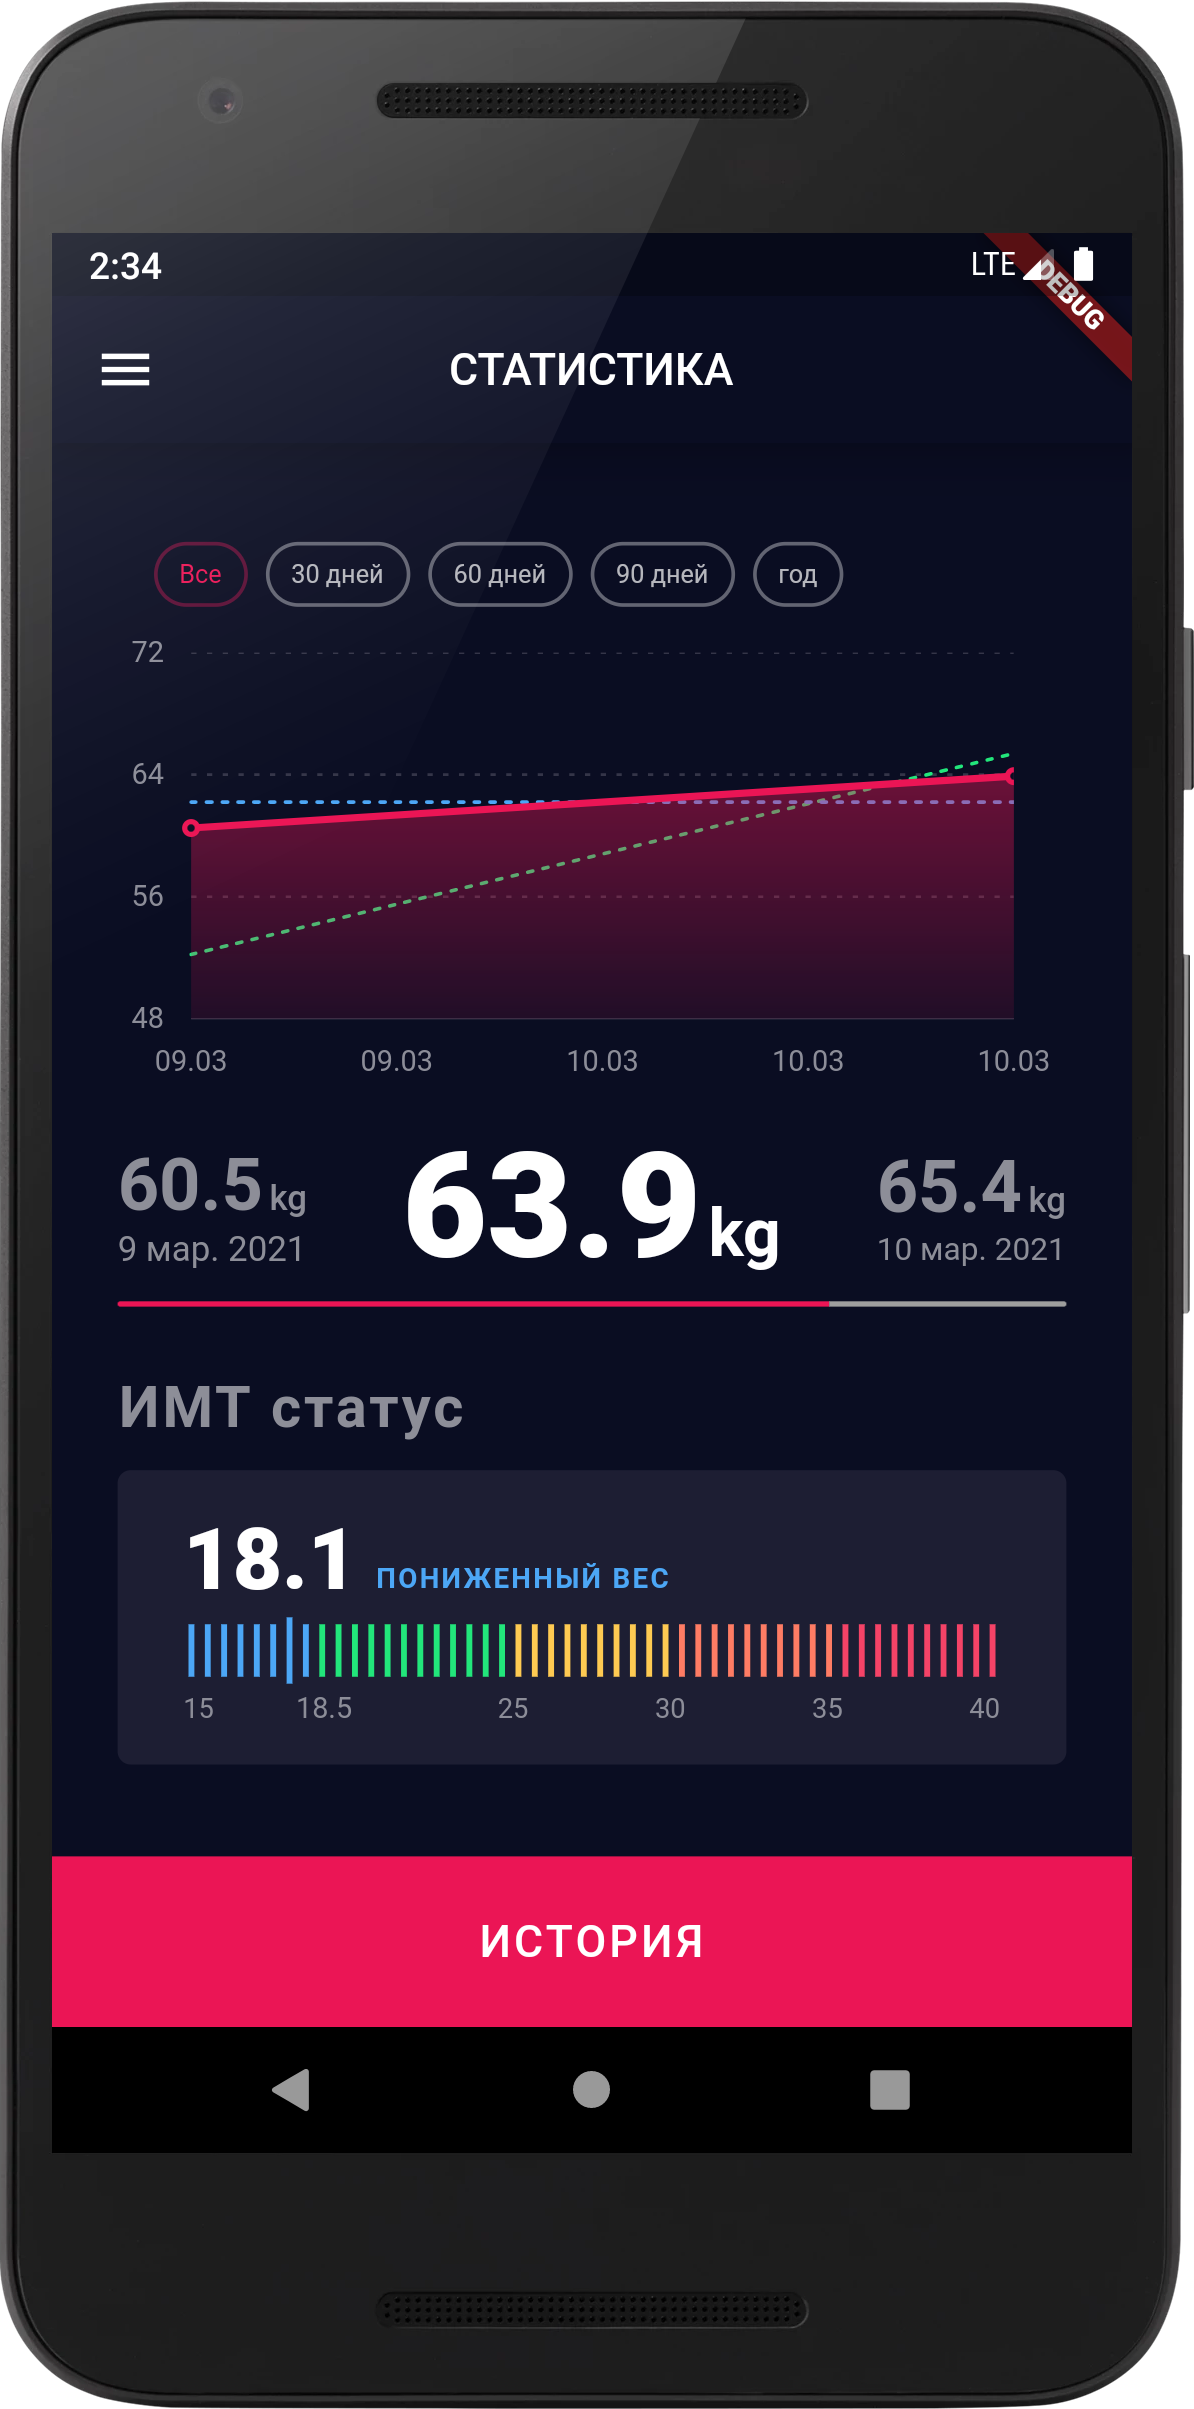 2:34 LTE
DEBUG
СТАТИСТИКА
Все 30 дней 60 дней 90 дней год
72
64
56
48
09.03 09.03 10.03 10.03 10.03
60.5 kg 63.9 kg 65.4 kg
9 мар. 2021 10 мар. 2021
ИМТ статус
18.1 ПОНИЖЕННЫЙ ВЕС
15 18.5 25 30 35 40
ИСТОРИЯ